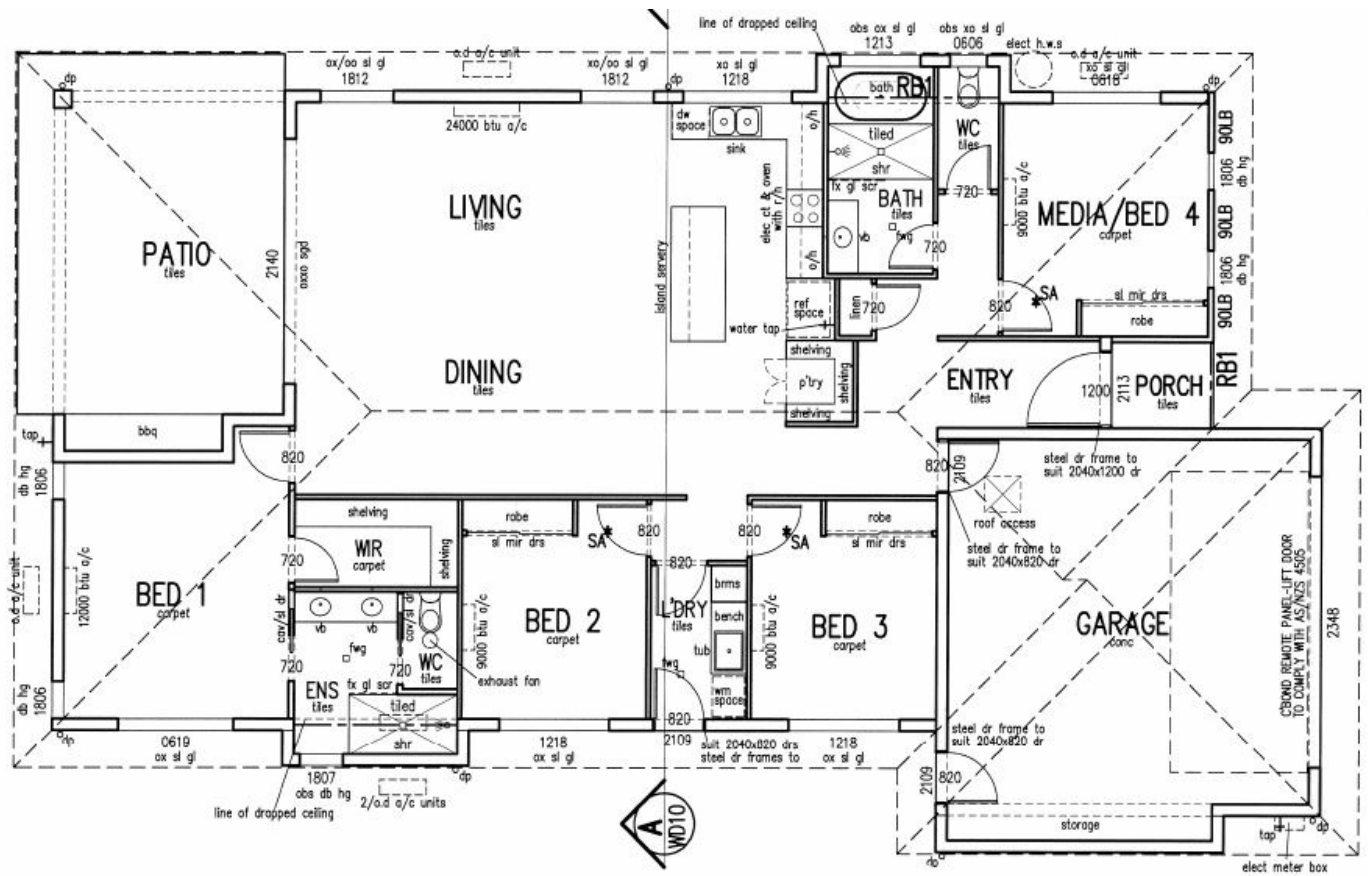 line of dropped ceiling
obs ox sl gl
1213
obs xo sl gl
0606
elect h.w.s
o.d a/c unit
xo sl gl
0618
dp
ox/oo sl gl
1812
o.d a/c unit
xo/oo sl gl
1812
xo sl gl
1218
dp
dp
24000 btu a/c
dw
space
sink
o/h
bath
RB1
tiled
shr
fx gl scr
BATH
tiles
vb
fwg
720
WC
tiles
720
9000 btu a/c
MEDIA/BED 4
carpet
90LB
1806
db hg
90LB
1806
db hg
90LB
LIVING
tiles
PATIO
tiles
2140
oxxo sgd
island servery
elec ct & oven
with r/h
o/h
ref
space
water tap
linen
720
820
SA
sl mir drs
robe
DINING
tiles
shelving
p'try
shelving
shelving
ENTRY
tiles
1200
2113
PORCH
tiles
RB1
bbq
tap
820
db hg
1806
820
2109
steel dr frame to
suit 2040x1200 dr
roof access
steel dr frame to
suit 2040x820 dr
shelving
WIR
carpet
shelving
720
robe
sl mir drs
820
SA
820
SA
robe
sl mir drs
820
o.d a/c unit
12000 btu a/c
BED 1
carpet
cav/sl dr
vb
vb
cav/sl dr
fwg
720
720
WC
tiles
exhaust fan
ENS
tiles
fx gl scr
tiled
shr
9000 btu a/c
BED 2
carpet
L'DRY
tiles
brms
bench
tub
fwg
wm
space
9000 btu a/c
BED 3
carpet
GARAGE
conc
C'BOND REMOTE PANEL-LIFT DOOR
TO COMPLY WITH AS/NZS 4505
2348
db hg
1806
dp
0619
ox sl gl
1807
obs db hg
line of dropped ceiling
2/o.d a/c units
dp
1218
ox sl gl
820
2109
suit 2040x820 drs
steel dr frames to
1218
ox sl gl
steel dr frame to
suit 2040x820 dr
2109
820
A
WD10
storage
dp
tap
dp
elect meter box